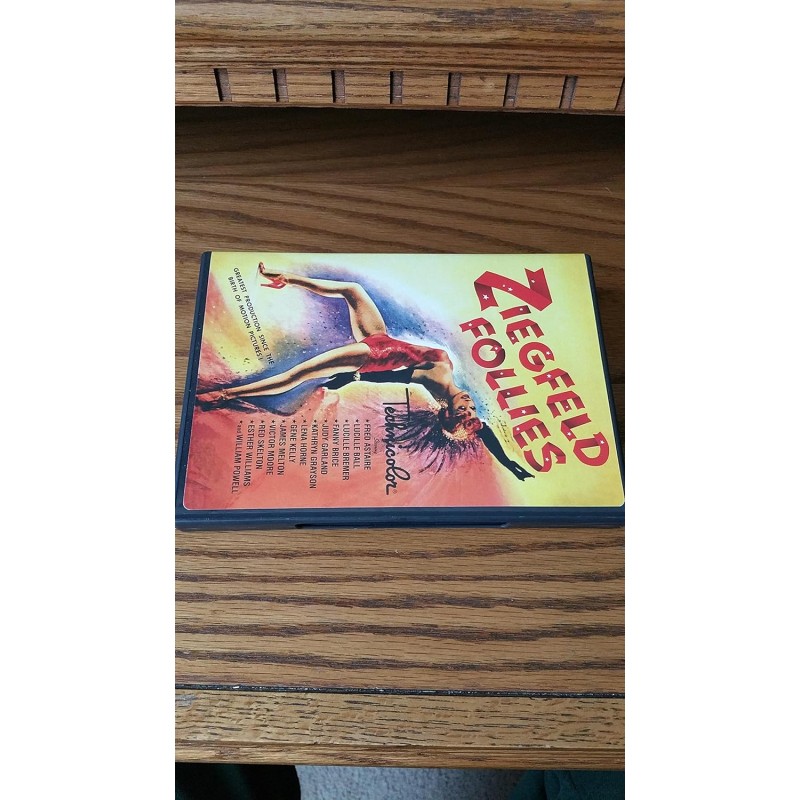 ZIEGFELD
FOLLIES
GREATEST PRODUCTION SINCE THE
BIRTH OF MOTION PICTURES!
Technicolor®
• FRED ASTAIRE
• LUCILLE BALL
• LUCILLE BREMER
• FANNY BRICE
• JUDY GARLAND
• KATHRYN GRAYSON
• LENA HORNE
• GENE KELLY
• JAMES MELTON
• VICTOR MOORE
• RED SKELTON
• ESTHER WILLIAMS
• AND WILLIAM POWELL